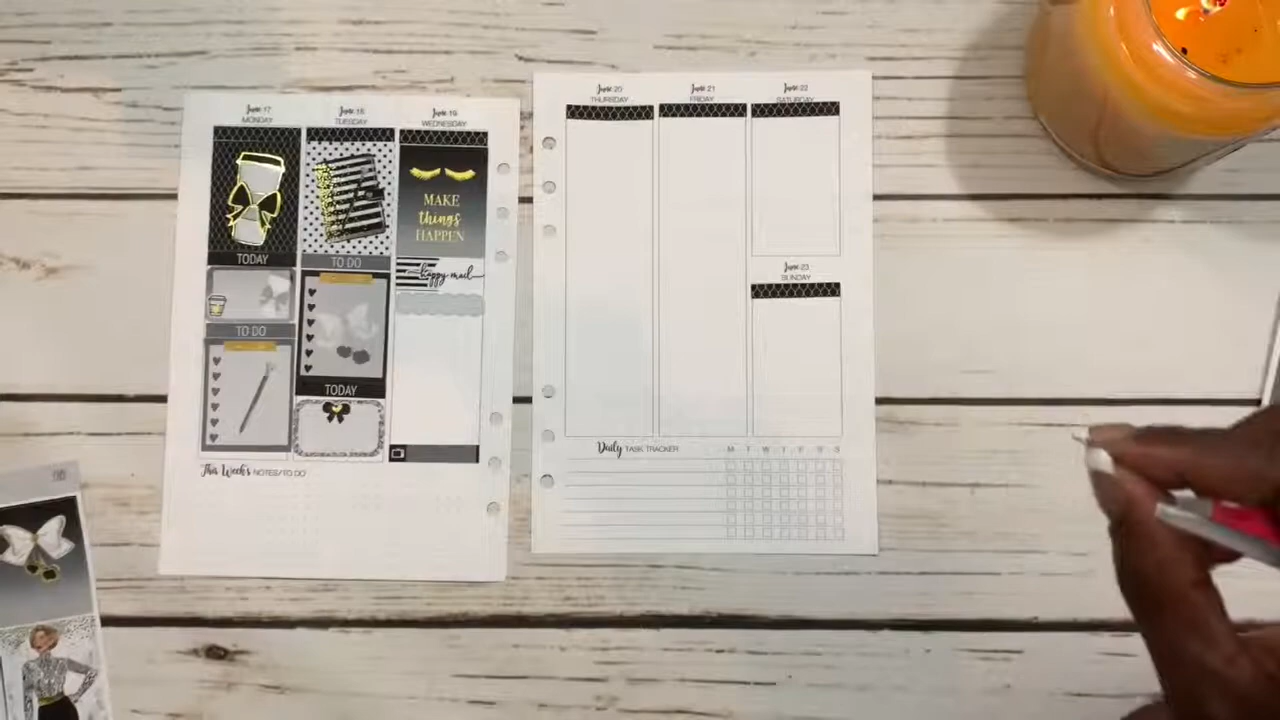 June 17
MONDAY
June 18
TUESDAY
June 19
WEDNESDAY
MAKE
things
HAPPEN
TODAY
TO DO
happy mail
TO DO
TODAY
This Week's NOTES/TO DO
June 20
THURSDAY
June 21
FRIDAY
June 22
SATURDAY
June 23
SUNDAY
Daily TASK TRACKER
M T W T F S S